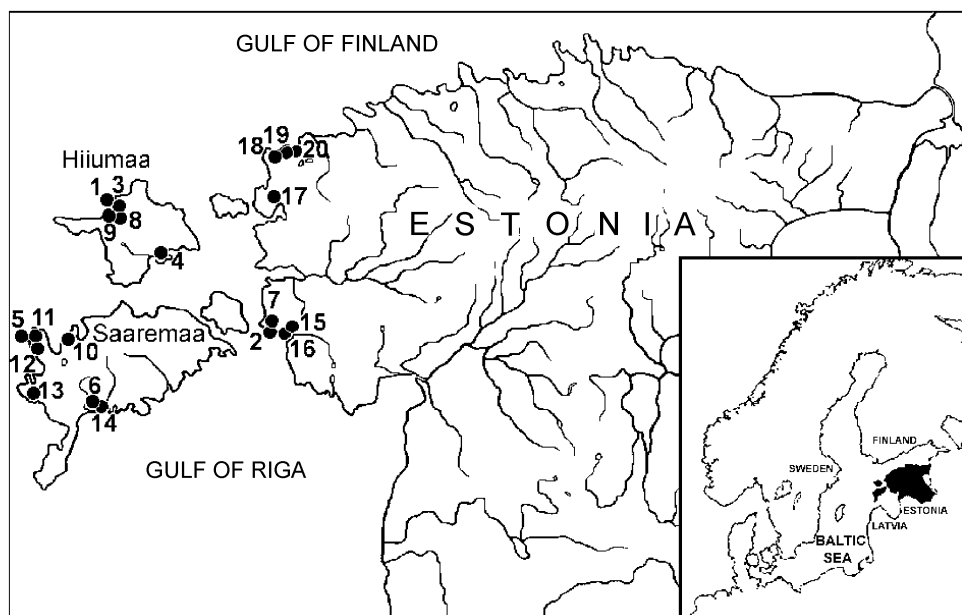 GULF OF FINLAND
19
18 20
Hiiumaa
1 3
17
9 8
ESTONIA
4
7
5 11 15
Saaremaa
2 16
10
12
13 6
14
GULF OF RIGA
FINLAND
SWEDEN
ESTONIA
LATVIA
BALTIC
SEA